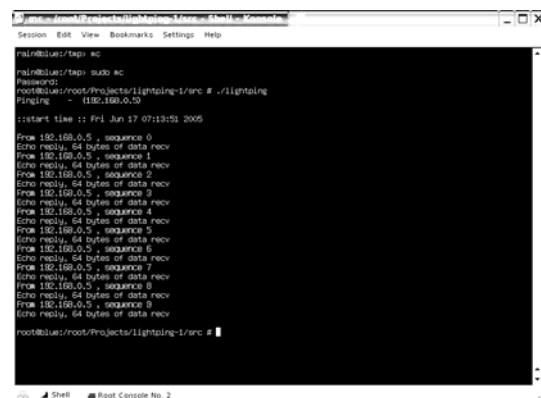 mc - /root/Projects/lightping-1/src - Shell - Konsole
Session Edit View Bookmarks Settings Help
rain@blue:/tmp> mc
rain@blue:/tmp> sudo mc
Password:
root@blue:/root/Projects/lightping-1/src # ./lightping
Pinging - (192.168.0.5)
::start time :: Fri Jun 17 07:13:51 2005
From 192.168.0.5 , sequence 0
Echo reply, 64 bytes of data recv
From 192.168.0.5 , sequence 1
Echo reply, 64 bytes of data recv
From 192.168.0.5 , sequence 2
Echo reply, 64 bytes of data recv
From 192.168.0.5 , sequence 3
Echo reply, 64 bytes of data recv
From 192.168.0.5 , sequence 4
Echo reply, 64 bytes of data recv
From 192.168.0.5 , sequence 5
Echo reply, 64 bytes of data recv
From 192.168.0.5 , sequence 6
Echo reply, 64 bytes of data recv
From 192.168.0.5 , sequence 7
Echo reply, 64 bytes of data recv
From 192.168.0.5 , sequence 8
Echo reply, 64 bytes of data recv
From 192.168.0.5 , sequence 9
Echo reply, 64 bytes of data recv
root@blue:/root/Projects/lightping-1/src #
Shell Root Console No. 2